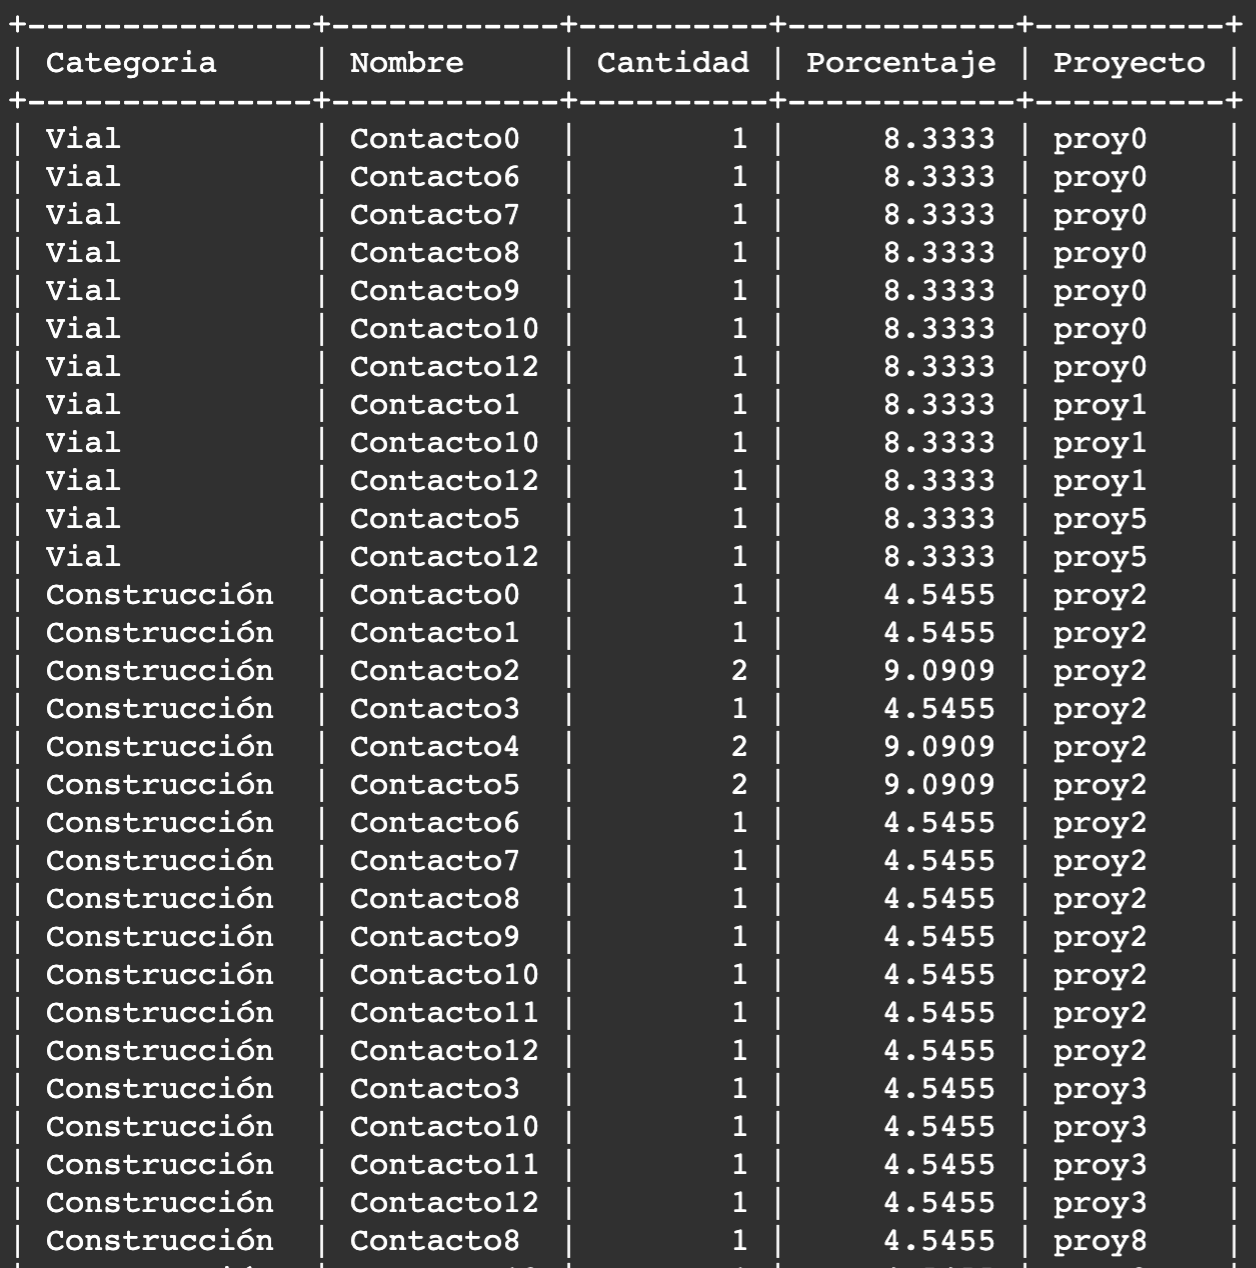 +---------------+------------+----------+------------+----------+
| Categoria     | Nombre     | Cantidad | Porcentaje | Proyecto |
+---------------+------------+----------+------------+----------+
| Vial          | Contacto0  |        1 |     8.3333 | proy0    |
| Vial          | Contacto6  |        1 |     8.3333 | proy0    |
| Vial          | Contacto7  |        1 |     8.3333 | proy0    |
| Vial          | Contacto8  |        1 |     8.3333 | proy0    |
| Vial          | Contacto9  |        1 |     8.3333 | proy0    |
| Vial          | Contacto10 |        1 |     8.3333 | proy0    |
| Vial          | Contacto12 |        1 |     8.3333 | proy0    |
| Vial          | Contacto1  |        1 |     8.3333 | proy1    |
| Vial          | Contacto10 |        1 |     8.3333 | proy1    |
| Vial          | Contacto12 |        1 |     8.3333 | proy1    |
| Vial          | Contacto5  |        1 |     8.3333 | proy5    |
| Vial          | Contacto12 |        1 |     8.3333 | proy5    |
| Construcción  | Contacto0  |        1 |     4.5455 | proy2    |
| Construcción  | Contacto1  |        1 |     4.5455 | proy2    |
| Construcción  | Contacto2  |        2 |     9.0909 | proy2    |
| Construcción  | Contacto3  |        1 |     4.5455 | proy2    |
| Construcción  | Contacto4  |        2 |     9.0909 | proy2    |
| Construcción  | Contacto5  |        2 |     9.0909 | proy2    |
| Construcción  | Contacto6  |        1 |     4.5455 | proy2    |
| Construcción  | Contacto7  |        1 |     4.5455 | proy2    |
| Construcción  | Contacto8  |        1 |     4.5455 | proy2    |
| Construcción  | Contacto9  |        1 |     4.5455 | proy2    |
| Construcción  | Contacto10 |        1 |     4.5455 | proy2    |
| Construcción  | Contacto11 |        1 |     4.5455 | proy2    |
| Construcción  | Contacto12 |        1 |     4.5455 | proy2    |
| Construcción  | Contacto3  |        1 |     4.5455 | proy3    |
| Construcción  | Contacto10 |        1 |     4.5455 | proy3    |
| Construcción  | Contacto11 |        1 |     4.5455 | proy3    |
| Construcción  | Contacto12 |        1 |     4.5455 | proy3    |
| Construcción  | Contacto8  |        1 |     4.5455 | proy8    |